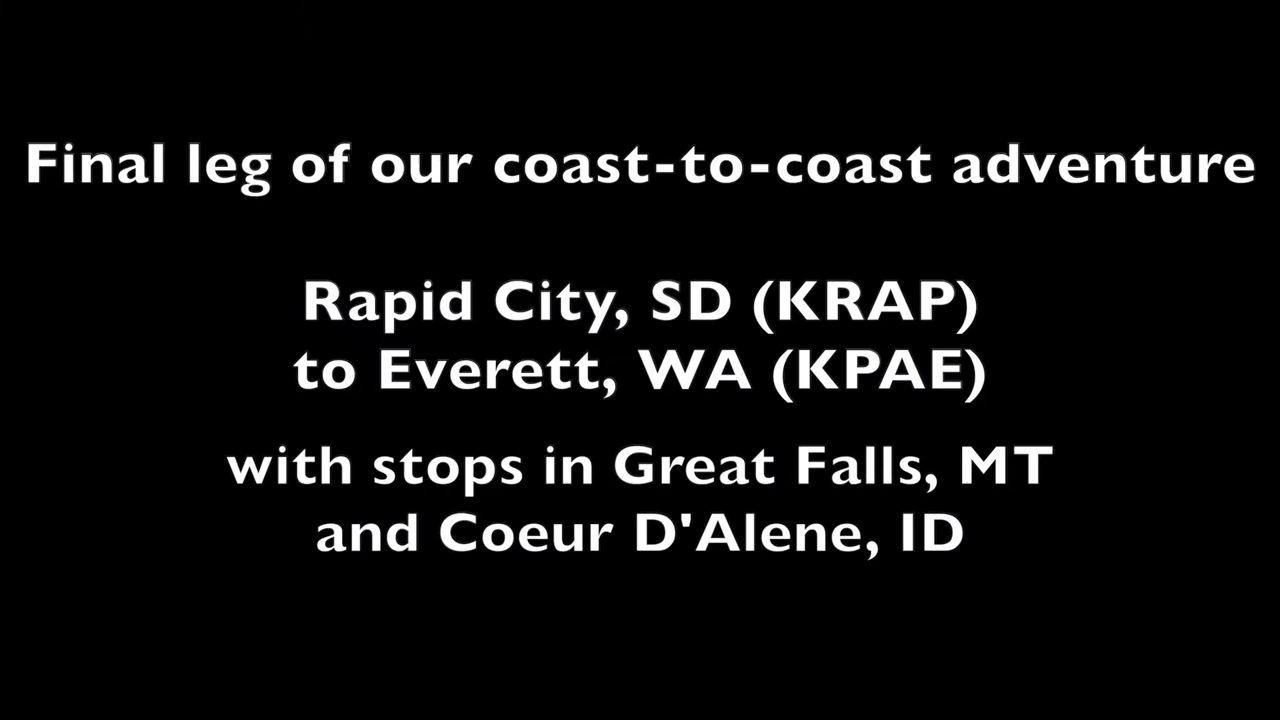 Final leg of our coast-to-coast adventure
Rapid City, SD (KRAP)
to Everett, WA (KPAE)
with stops in Great Falls, MT
and Coeur D'Alene, ID